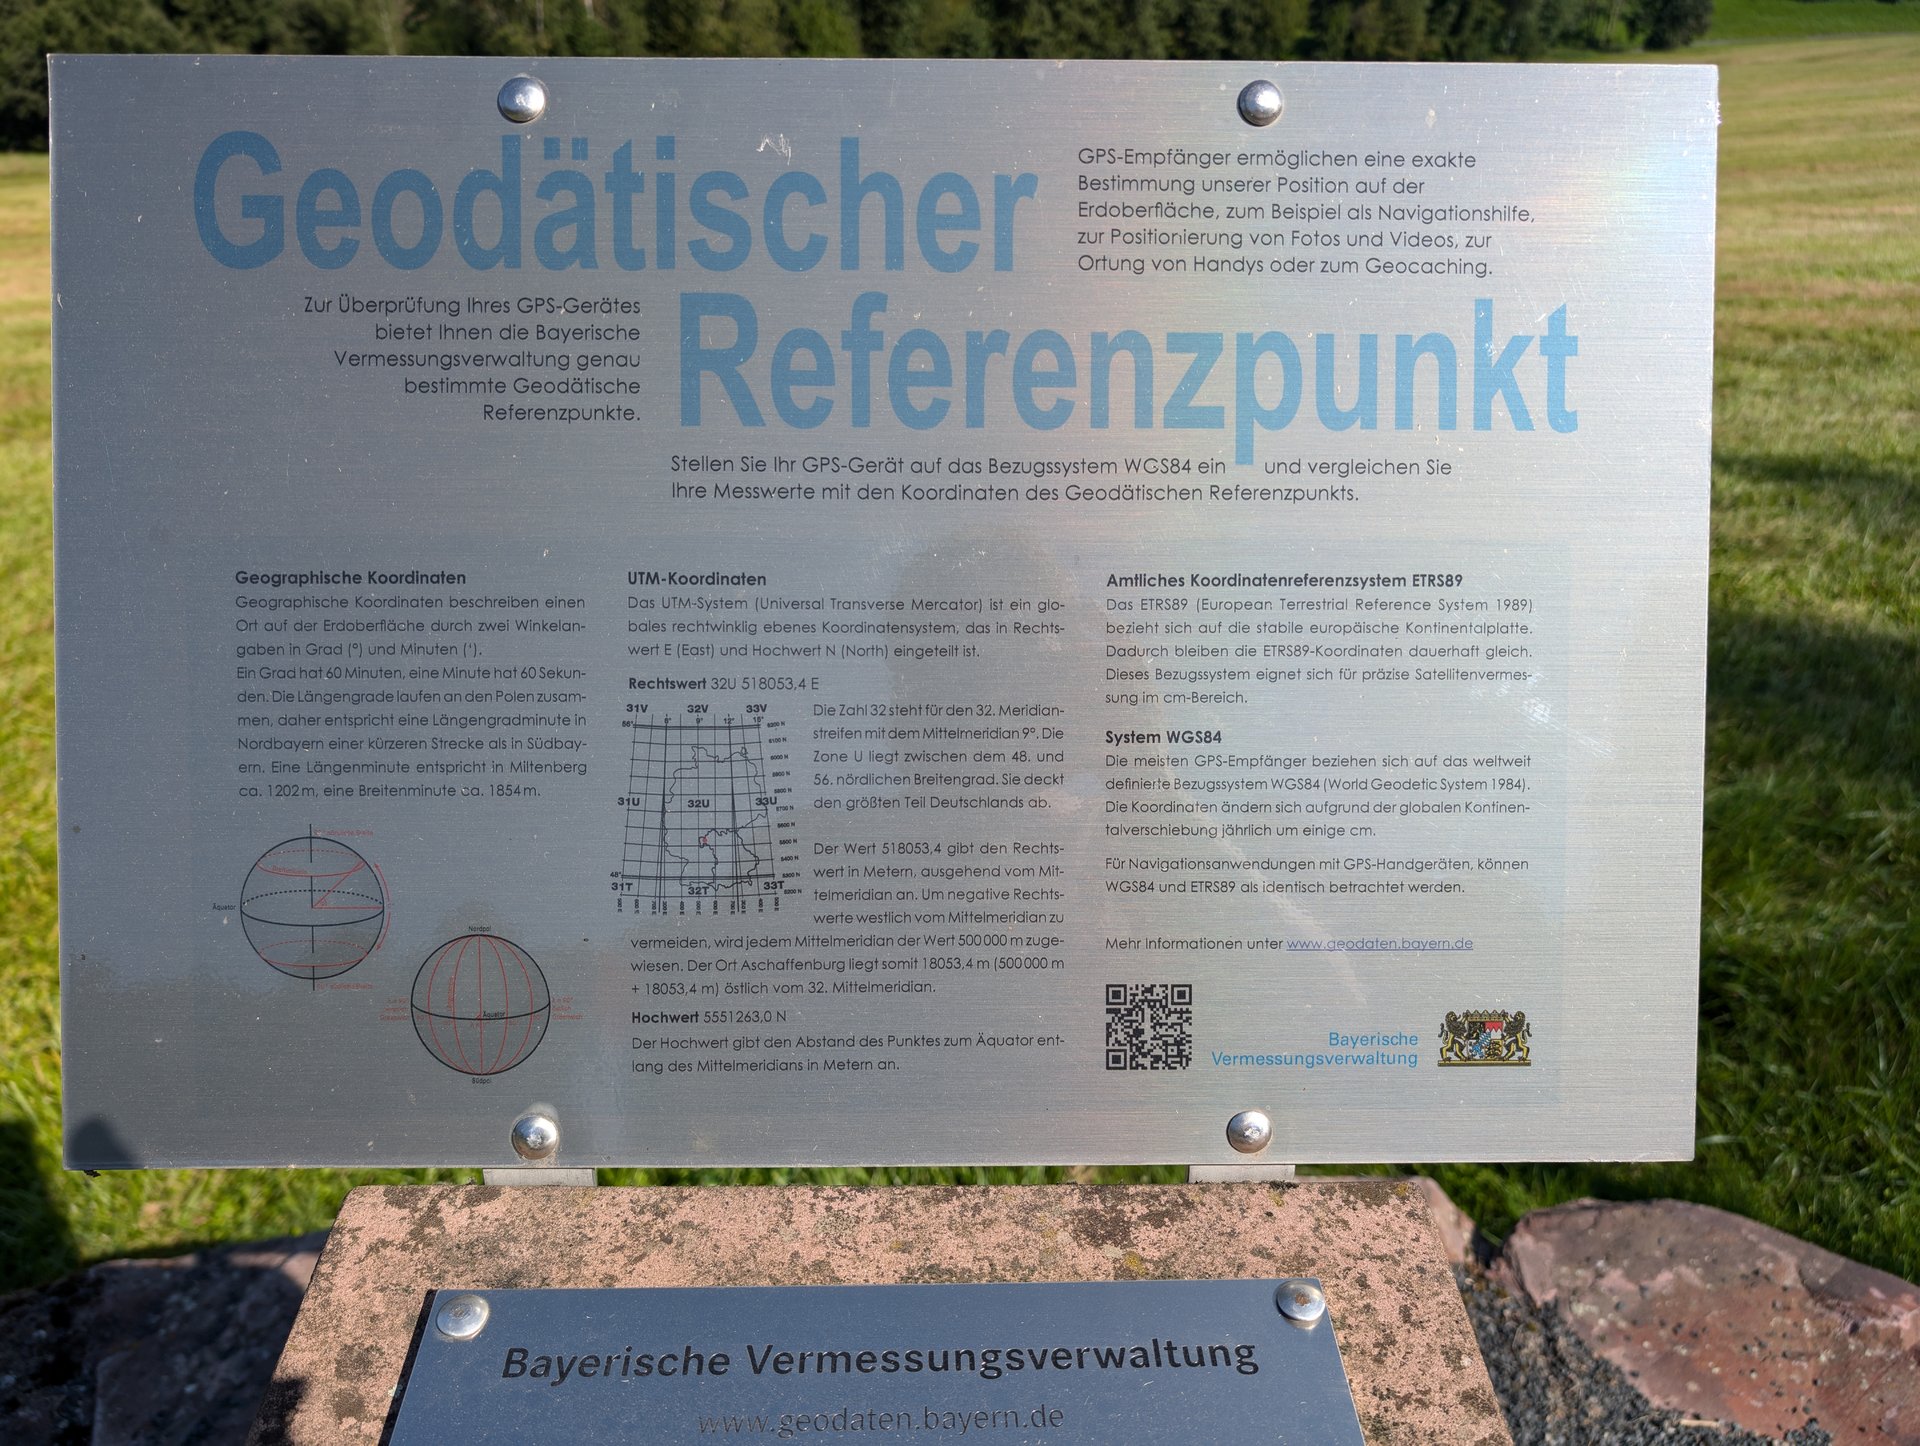 Geodätischer
Referenzpunkt
GPS-Empfänger ermöglichen eine exakte
Bestimmung unserer Position auf der
Erdoberfläche, zum Beispiel als Navigationshilfe,
zur Positionierung von Fotos und Videos, zur
Ortung von Handys oder zum Geocaching.
Zur Überprüfung Ihres GPS-Gerätes
bietet Ihnen die Bayerische
Vermessungsverwaltung genau
bestimmte Geodätische
Referenzpunkte.
Stellen Sie Ihr GPS-Gerät auf das Bezugssystem WGS84 ein und vergleichen Sie
Ihre Messwerte mit den Koordinaten des Geodätischen Referenzpunkts.
Geographische Koordinaten
Geographische Koordinaten beschreiben einen
Ort auf der Erdoberfläche durch zwei Winkelan-
gaben in Grad (°) und Minuten (').
Ein Grad hat 60 Minuten, eine Minute hat 60 Sekun-
den. Die Längengrade laufen an den Polen zusam-
men, daher entspricht eine Längengradminute in
Nordbayern einer kürzeren Strecke als in Südbay-
ern. Eine Längenminute entspricht in Miltenberg
ca. 1202 m, eine Breitenminute ca. 1854 m.
Äquator
Nordpol
Äquator
Südpol
UTM-Koordinaten
Das UTM-System (Universal Transverse Mercator) ist ein glo-
bales rechtwinklig ebenes Koordinatensystem, das in Rechts-
wert E (East) und Hochwert N (North) eingeteilt ist.
Rechtswert 32U 518053,4 E
31V 32V 33V
56° 6° 9° 12° 15°
31U 32U 33U
48°
31T 32T 33T
Die Zahl 32 steht für den 32. Meridian-
streifen mit dem Mittelmeridian 9°. Die
Zone U liegt zwischen dem 48. und
56. nördlichen Breitengrad. Sie deckt
den größten Teil Deutschlands ab.
Der Wert 518053,4 gibt den Rechts-
wert in Metern, ausgehend vom Mit-
telmeridian an. Um negative Rechts-
werte westlich vom Mittelmeridian zu
vermeiden, wird jedem Mittelmeridian der Wert 500 000 m zuge-
wiesen. Der Ort Aschaffenburg liegt somit 18053,4 m (500 000 m
+ 18053,4 m) östlich vom 32. Mittelmeridian.
Hochwert 5551263,0 N
Der Hochwert gibt den Abstand des Punktes zum Äquator ent-
lang des Mittelmeridians in Metern an.
Amtliches Koordinatenreferenzsystem ETRS89
Das ETRS89 (European Terrestrial Reference System 1989)
bezieht sich auf die stabile europäische Kontinentalplatte.
Dadurch bleiben die ETRS89-Koordinaten dauerhaft gleich.
Dieses Bezugssystem eignet sich für präzise Satellitenvermes-
sung im cm-Bereich.
System WGS84
Die meisten GPS-Empfänger beziehen sich auf das weltweit
definierte Bezugssystem WGS84 (World Geodetic System 1984).
Die Koordinaten ändern sich aufgrund der globalen Kontinen-
talverschiebung jährlich um einige cm.
Für Navigationsanwendungen mit GPS-Handgeräten, können
WGS84 und ETRS89 als identisch betrachtet werden.
Mehr Informationen unter www.geodaten.bayern.de
Bayerische
Vermessungsverwaltung
Bayerische Vermessungsverwaltung
www.geodaten.bayern.de